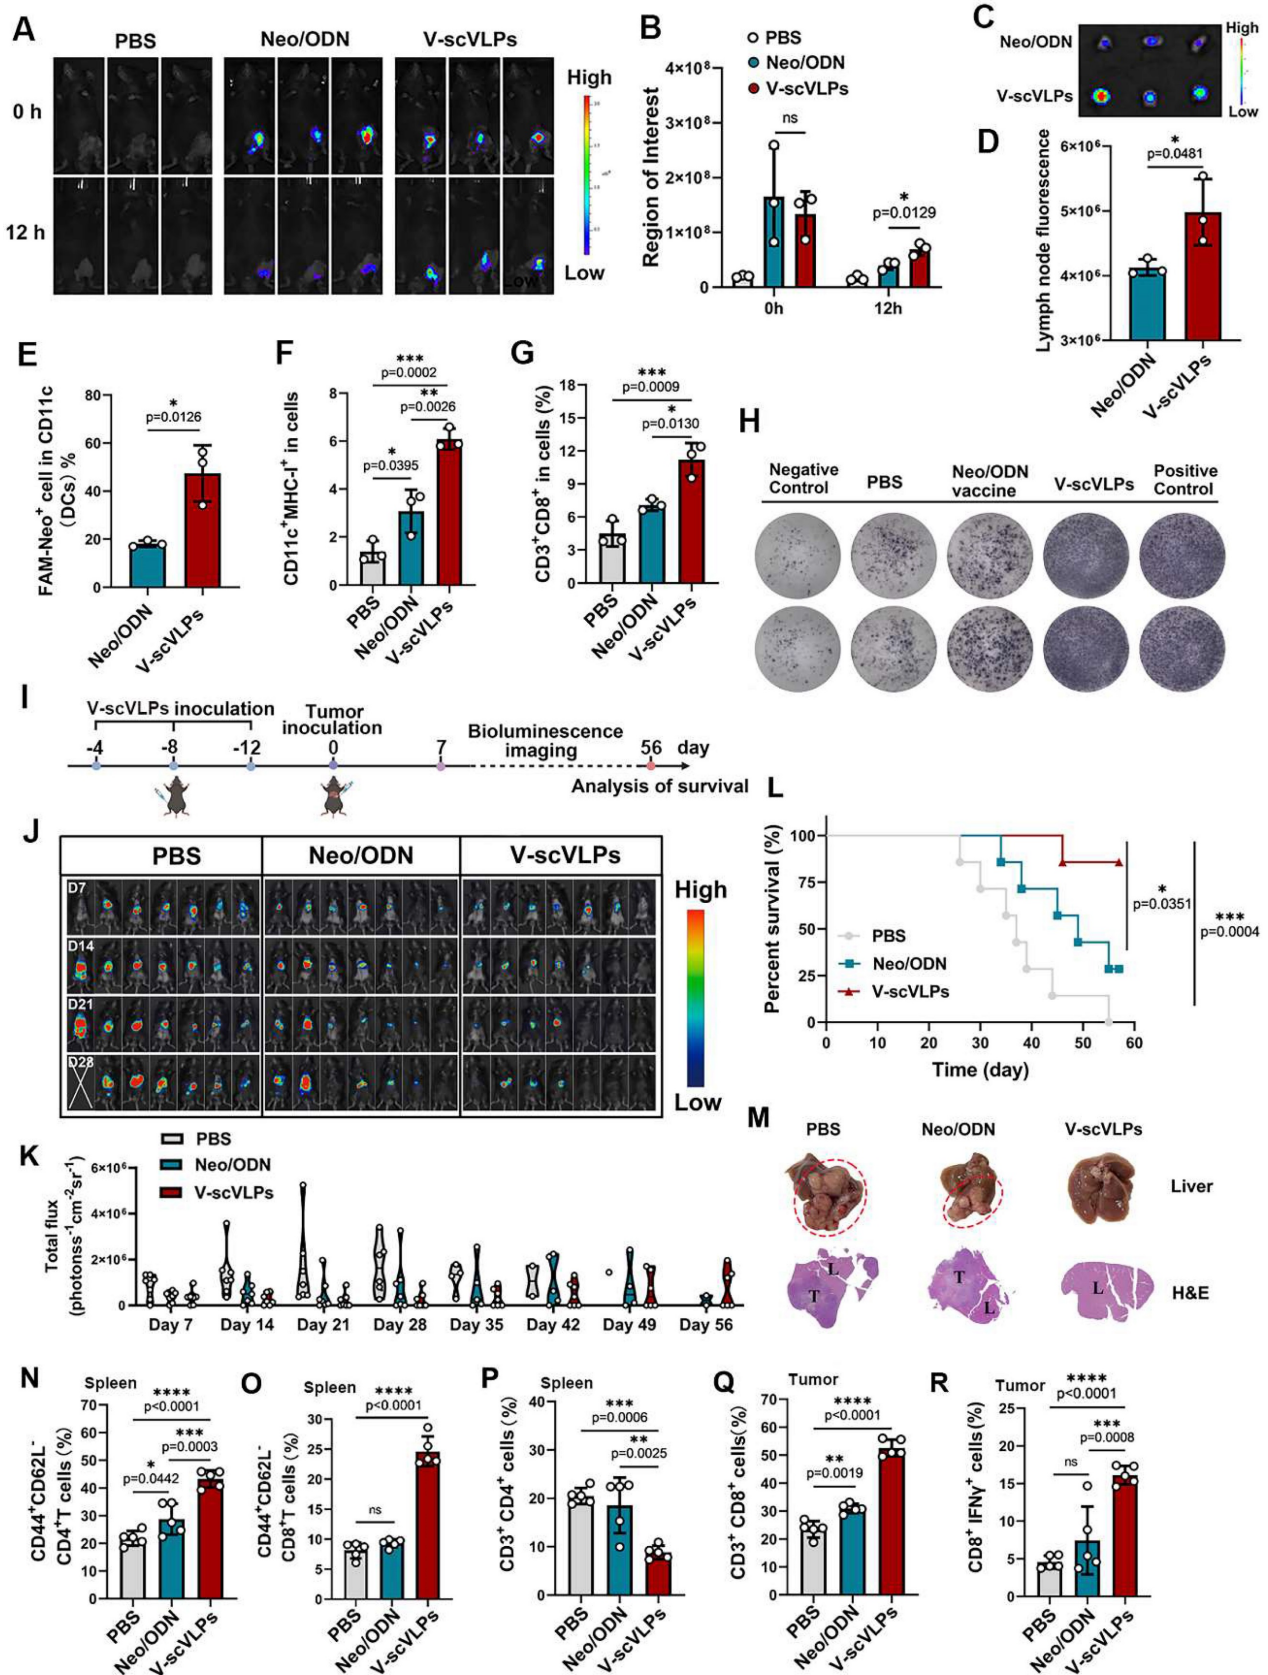 A
PBS
Neo/ODN
V-scVLPs
0 h
12 h
High
Low
Low
B
PBS
Neo/ODN
V-scVLPs
Region of Interest
4×10⁸
3×10⁸
2×10⁸
1×10⁸
0
ns
*
p=0.0129
0h
12h
C
Neo/ODN
V-scVLPs
High
Low
D
Lymph node fluorescence
6×10⁶
5×10⁶
4×10⁶
3×10⁶
*
p=0.0481
Neo/ODN
V-scVLPs
E
FAM-Neo⁺ cell in CD11c
(DCs) %
80
60
40
20
0
*
p=0.0126
Neo/ODN
V-scVLPs
F
CD11c⁺MHC-I⁺ in cells
8
6
4
2
0
***
p=0.0002
**
p=0.0026
*
p=0.0395
PBS
Neo/ODN
V-scVLPs
G
CD3⁺CD8⁺ in cells (%)
18
15
12
9
6
3
0
***
p=0.0009
*
p=0.0130
PBS
Neo/ODN
V-scVLPs
H
Negative
Control
PBS
Neo/ODN
vaccine
V-scVLPs
Positive
Control
I
V-scVLPs inoculation
Tumor
inoculation
Bioluminescence
imaging
-4
-8
-12
0
7
56
day
Analysis of survival
J
PBS
Neo/ODN
V-scVLPs
D7
D14
D21
D28
High
Low
K
PBS
Neo/ODN
V-scVLPs
Total flux
(photonss⁻¹cm⁻²sr⁻¹)
6×10⁶
4×10⁶
2×10⁶
0
Day 7
Day 14
Day 21
Day 28
Day 35
Day 42
Day 49
Day 56
L
Percent survival (%)
100
75
50
25
0
PBS
Neo/ODN
V-scVLPs
*
p=0.0351
***
p=0.0004
0
10
20
30
40
50
60
Time (day)
M
PBS
Neo/ODN
V-scVLPs
Liver
L
T
T
L
L
H&E
N
Spleen
CD44⁺CD62L⁻
CD4⁺T cells (%)
70
60
50
40
30
20
10
0
****
p<0.0001
***
p=0.0003
*
p=0.0442
PBS
Neo/ODN
V-scVLPs
O
Spleen
CD44⁺CD62L⁻
CD8⁺T cells (%)
30
25
20
15
10
5
0
****
p<0.0001
ns
PBS
Neo/ODN
V-scVLPs
P
Spleen
CD3⁺ CD4⁺ cells (%)
40
30
20
10
0
***
p=0.0006
**
p=0.0025
PBS
Neo/ODN
V-scVLPs
Q
Tumor
CD3⁺ CD8⁺ cells(%)
70
60
50
40
30
20
10
0
****
p<0.0001
**
p=0.0019
PBS
Neo/ODN
V-scVLPs
R
Tumor
CD8⁺ IFNγ⁺ cells (%)
25
20
15
10
5
0
****
p<0.0001
***
p=0.0008
ns
PBS
Neo/ODN
V-scVLPs